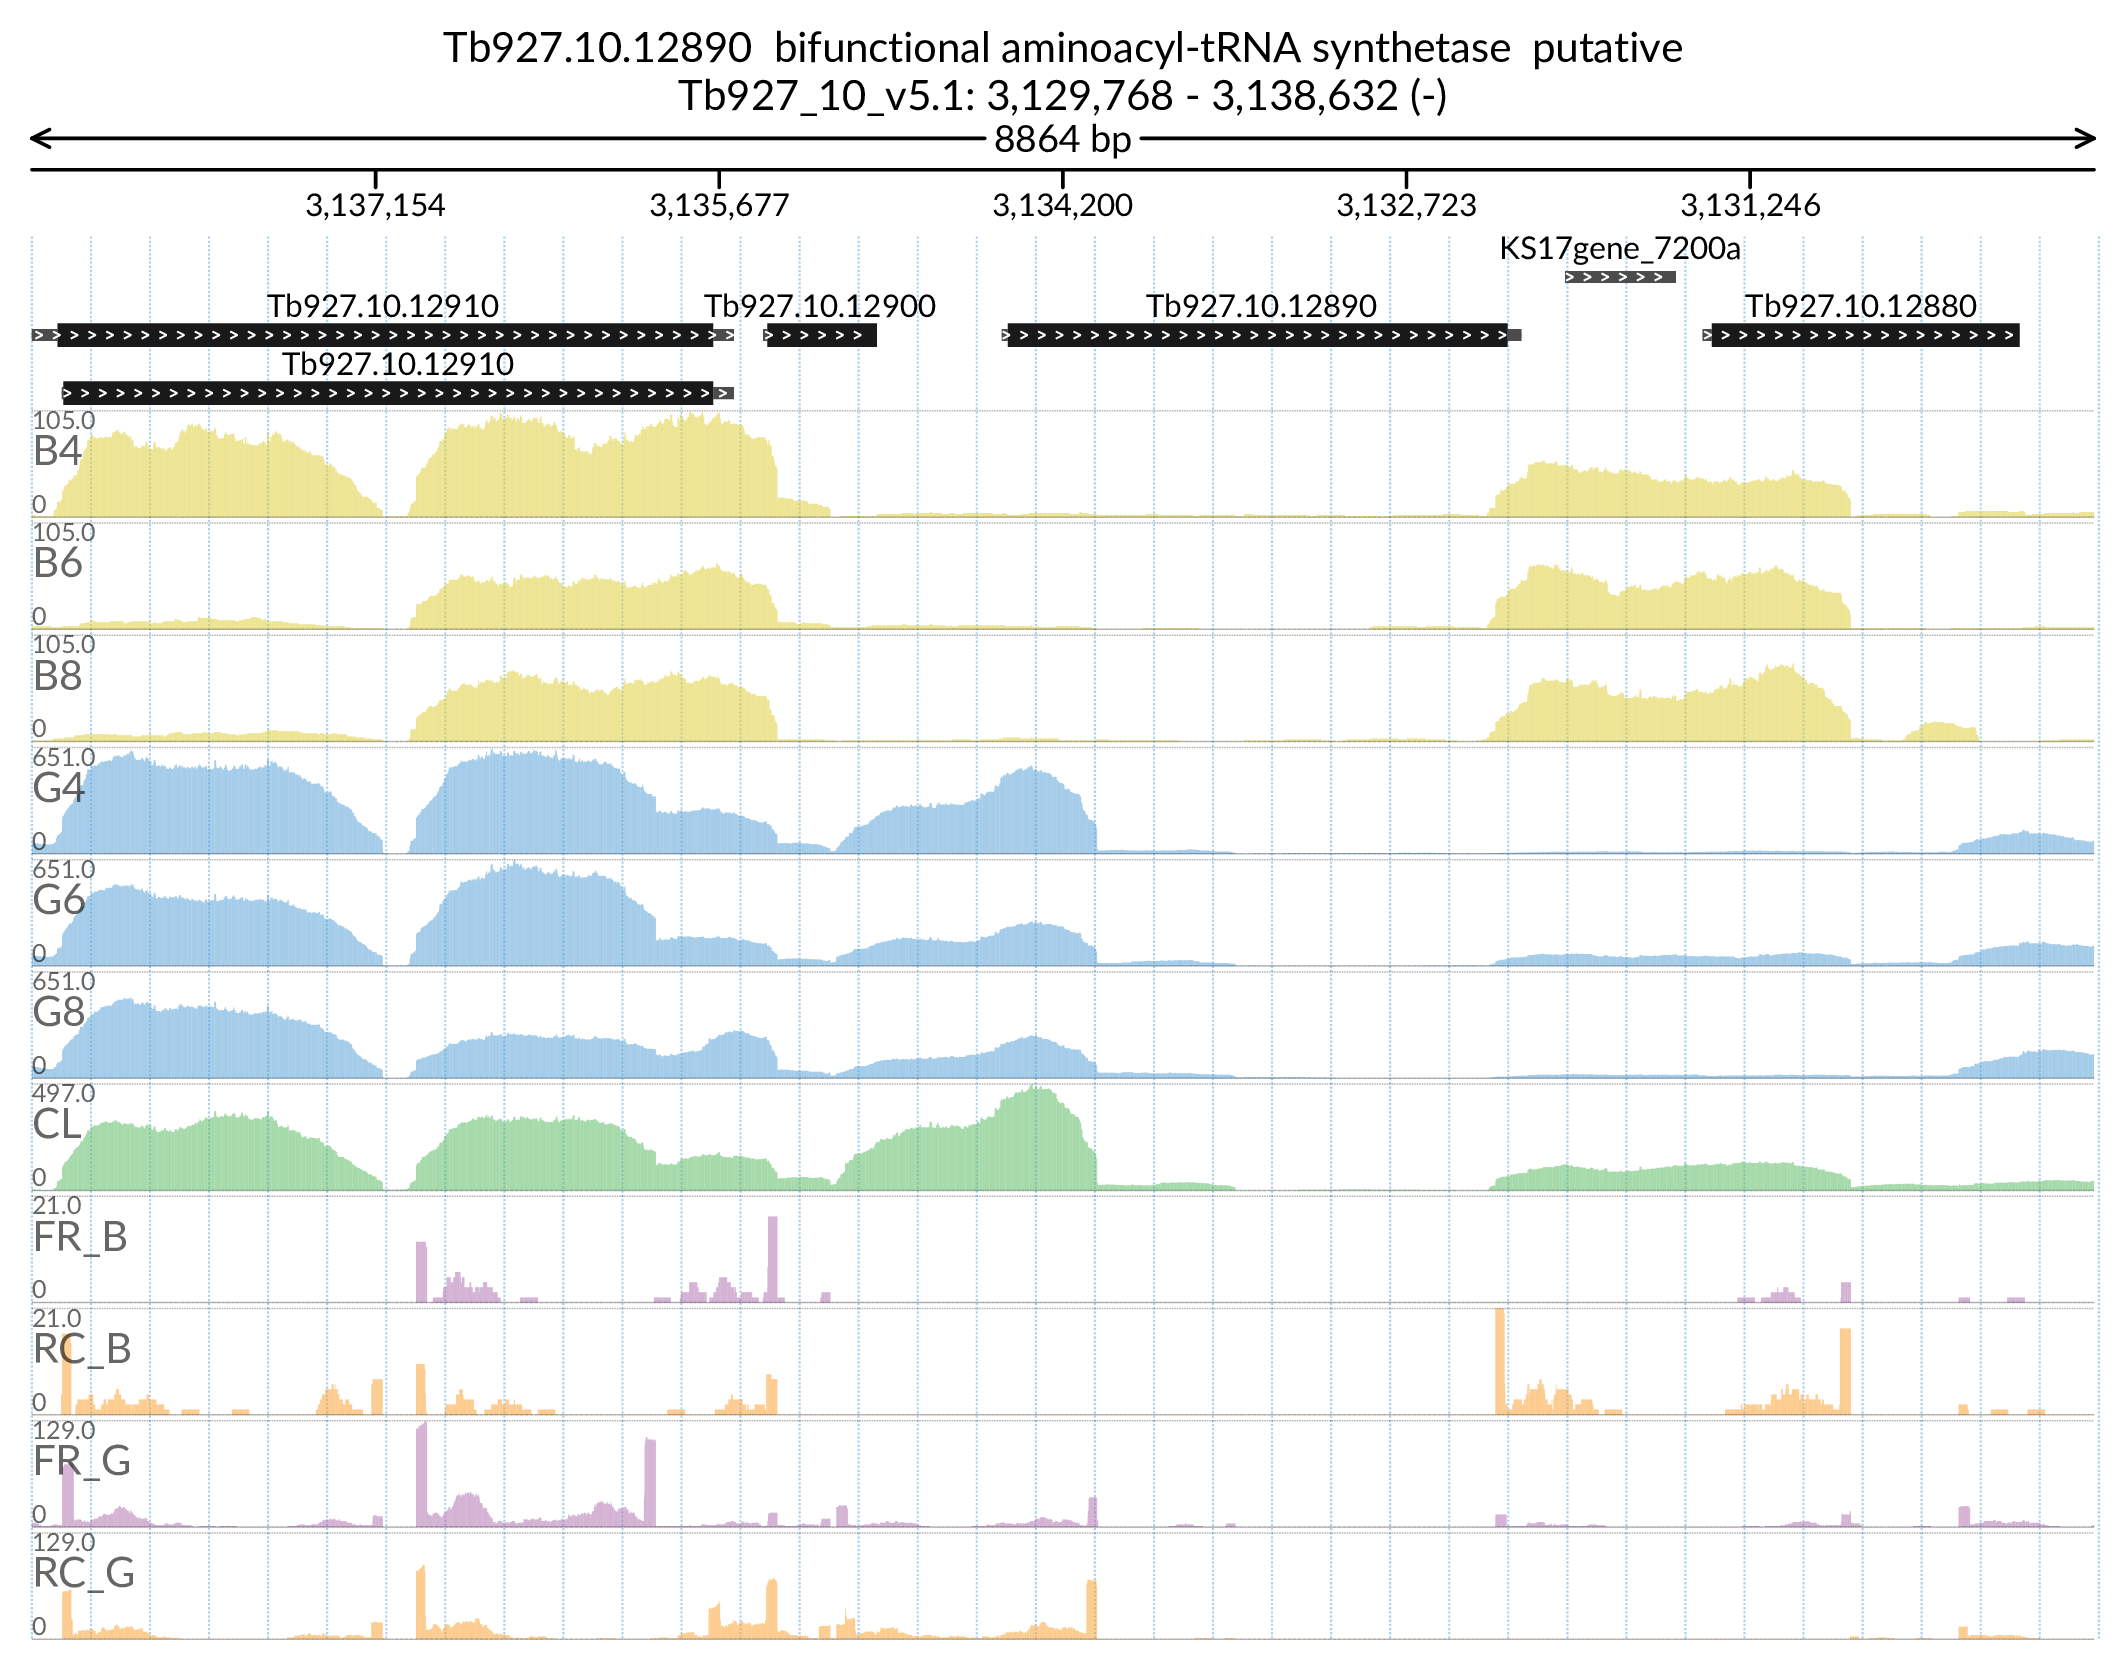 Tb927.10.12890 bifunctional aminoacyl-tRNA synthetase putative
Tb927_10_v5.1: 3,129,768 - 3,138,632 (-)
8864 bp
3,137,154 3,135,677 3,134,200 3,132,723 3,131,246
KS17gene_7200a
Tb927.10.12910 Tb927.10.12900 Tb927.10.12890 Tb927.10.12880
Tb927.10.12910
105.0
B4
0
105.0
B6
0
105.0
B8
0
651.0
G4
0
651.0
G6
0
651.0
G8
0
497.0
CL
0
21.0
FR_B
0
21.0
RC_B
0
129.0
FR_G
0
129.0
RC_G
0